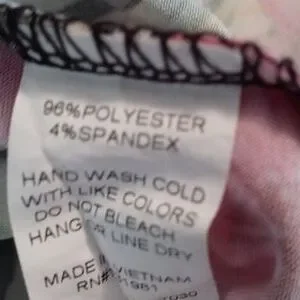 96%POLYESTER
4%SPANDEX
HAND WASH COLD
WITH LIKE COLORS
DO NOT BLEACH
HANG OR LINE DRY
MADE IN VIETNAM
RN#